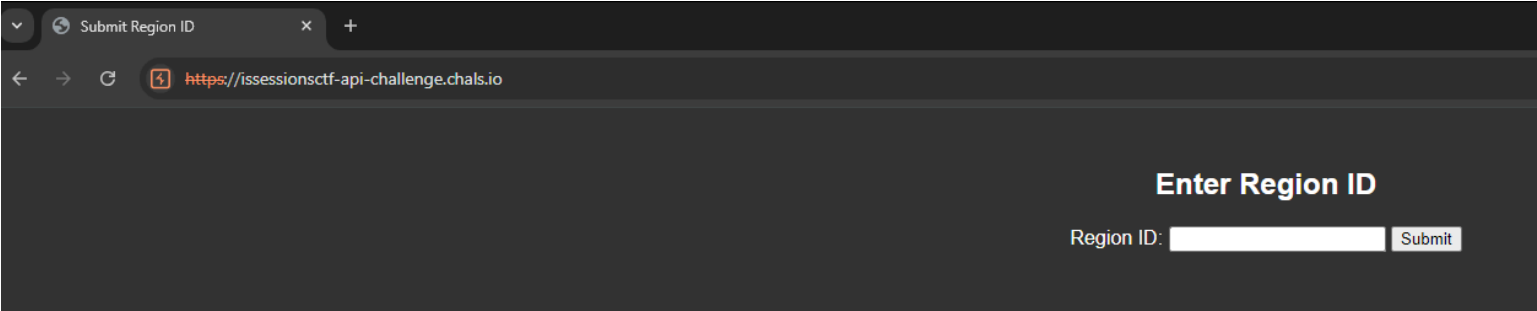 Submit Region ID
https://issessionsctf-api-challenge.chals.io
Enter Region ID
Region ID: Submit